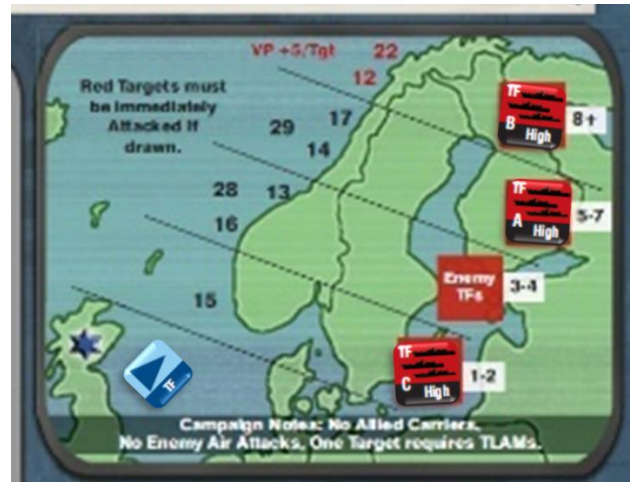 VP +5/Tgt
22
12
Red Targets must
be Immediately
Attacked if
drawn.
29
17
14
28
13
16
15
TF
B
High
8+
TF
A
High
5-7
Enemy
TFs
3-4
TF
C
High
1-2
TF
Campaign Notes: No Allied Carriers.
No Enemy Air Attacks, One Target requires TLAMs.